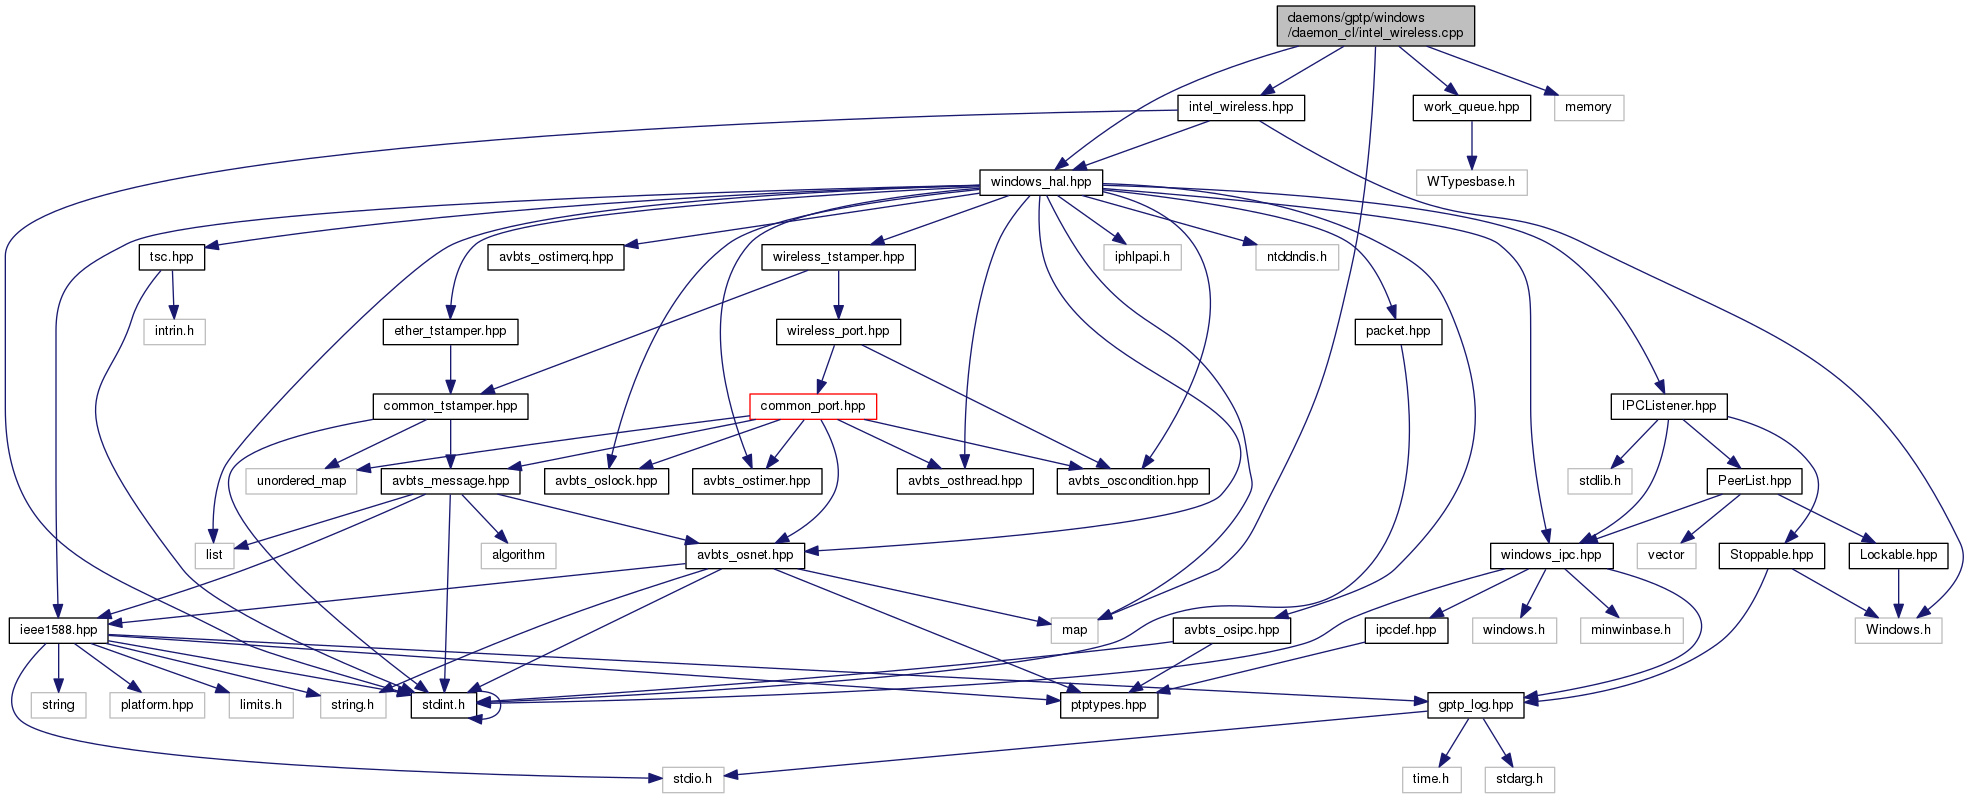 daemons/gptp/windows
/daemon_cl/intel_wireless.cpp
intel_wireless.hpp
work_queue.hpp
memory
windows_hal.hpp
WTypesbase.h
tsc.hpp
avbts_ostimerq.hpp
wireless_tstamper.hpp
iphlpapi.h
ntddndis.h
intrin.h
ether_tstamper.hpp
wireless_port.hpp
packet.hpp
common_tstamper.hpp
common_port.hpp
IPCListener.hpp
unordered_map
avbts_message.hpp
avbts_oslock.hpp
avbts_ostimer.hpp
avbts_osthread.hpp
avbts_oscondition.hpp
stdlib.h
PeerList.hpp
list
algorithm
avbts_osnet.hpp
windows_ipc.hpp
vector
Stoppable.hpp
Lockable.hpp
ieee1588.hpp
map
avbts_osipc.hpp
ipcdef.hpp
windows.h
minwinbase.h
Windows.h
string
platform.hpp
limits.h
string.h
stdint.h
ptptypes.hpp
gptp_log.hpp
stdio.h
time.h
stdarg.h